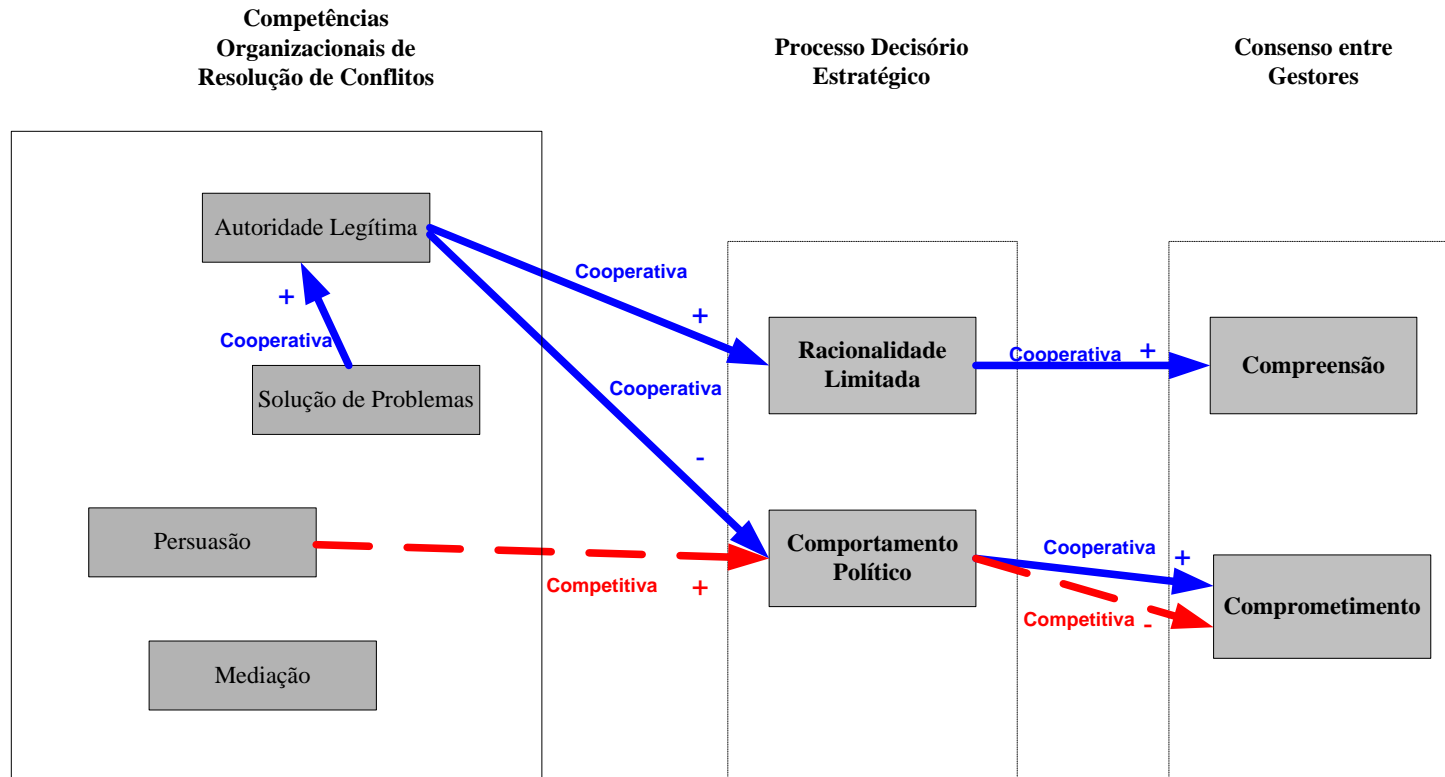 Competências
Organizacionais de
Resolução de Conflitos
Processo Decisório
Estratégico
Consenso entre
Gestores
Autoridade Legítima
Cooperativa
+
+
Cooperativa
Solução de Problemas
Racionalidade
Limitada
Cooperativa
+
Compreensão
Cooperativa
-
Persuasão
Competitiva
+
Comportamento
Político
Cooperativa
+
Competitiva
-
Comprometimento
Mediação